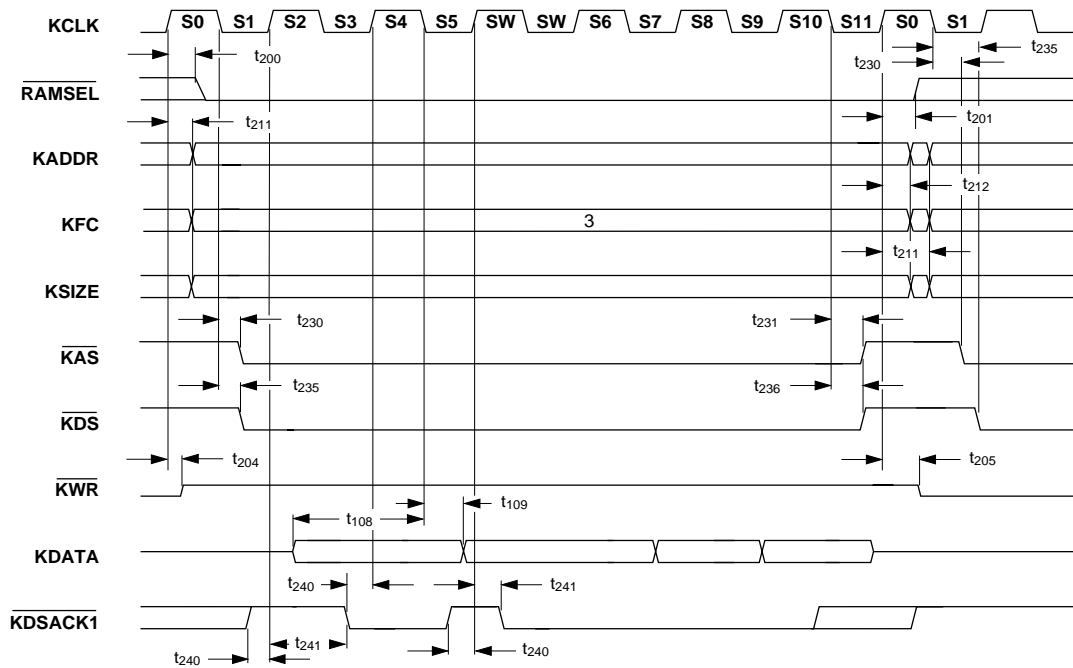 KCLK S0 S1 S2 S3 S4 S5 SW SW S6 S7 S8 S9 S10 S11 S0 S1
t200 t230 t235
RAMSEL
t211 t201
KADDR
t212
KFC 3
t211
KSIZE
t230 t231
KAS
t235 t236
KDS
t204 t205
KWR
t109
t108
KDATA
t240 t241
KDSACK1
t241
t240 t240